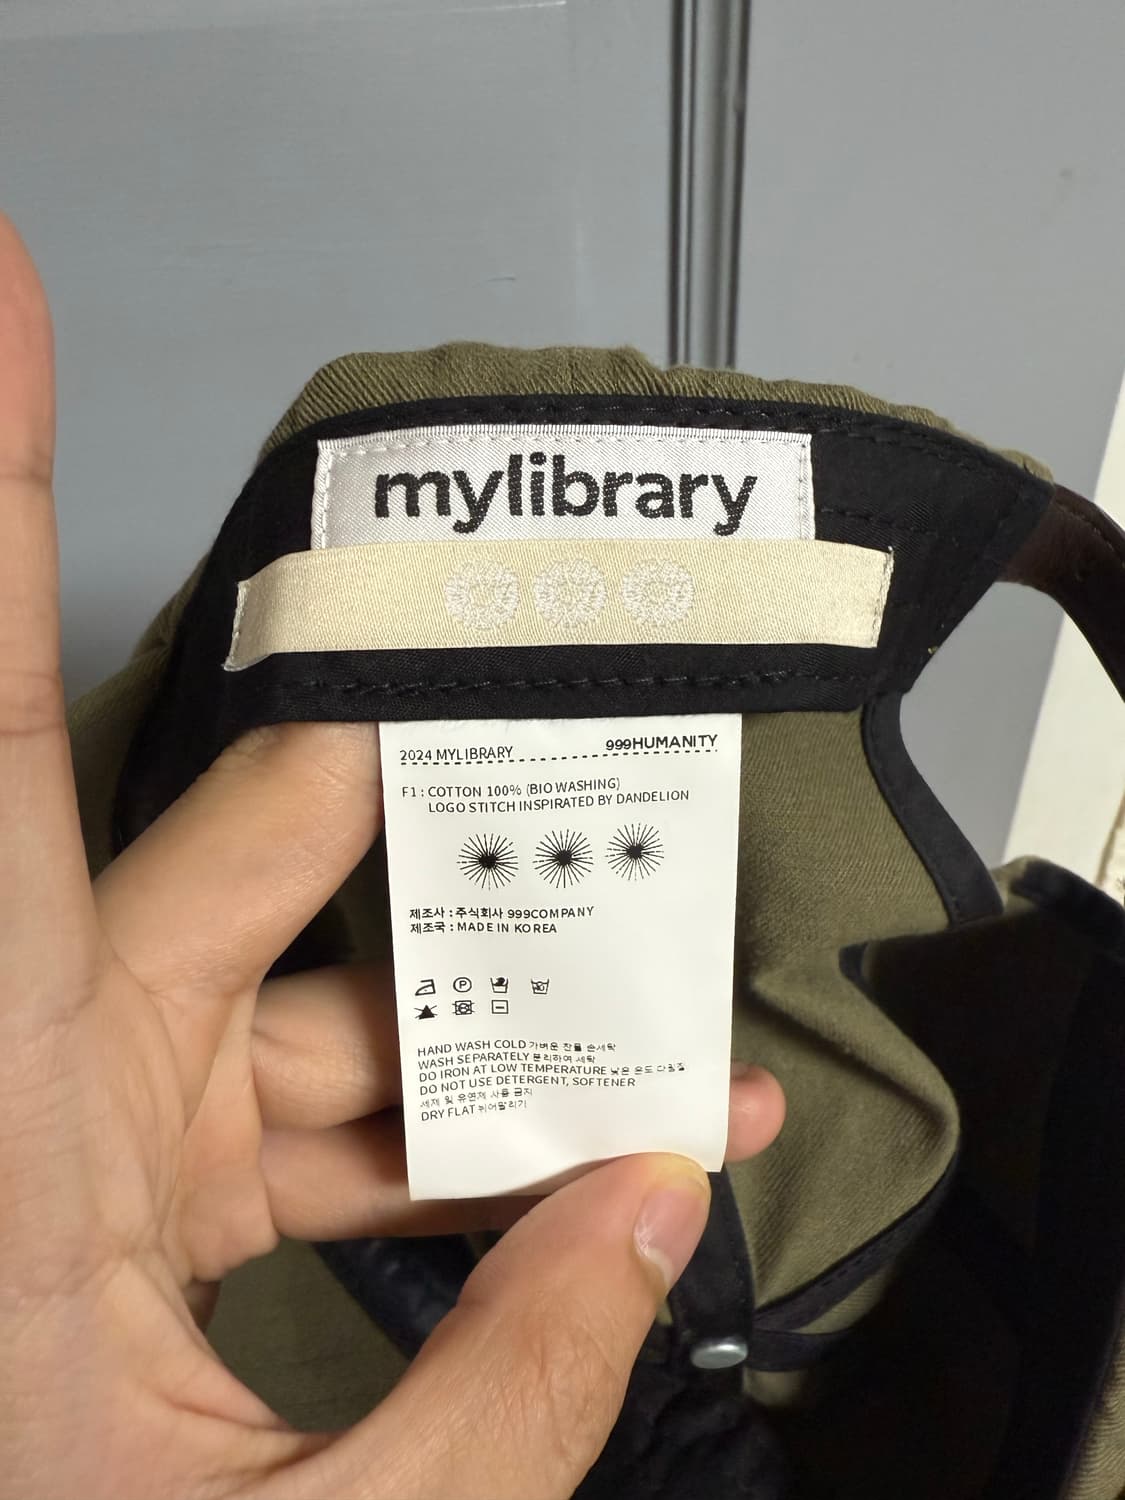 mylibrary
2024 MYLIBRARY 999HUMANITY
F1 : COTTON 100% (BIO WASHING)
LOGO STITCH INSPIRATED BY DANDELION
제조사 : 주식회사 999COMPANY
제조국 : MADE IN KOREA
P
HAND WASH COLD 가벼운 찬물 손세탁
WASH SEPARATELY 분리하여 세탁
DO IRON AT LOW TEMPERATURE 낮은 온도 다림질
DO NOT USE DETERGENT, SOFTENER
세제 및 유연제 사용 금지
DRY FLAT 뉘어말리기